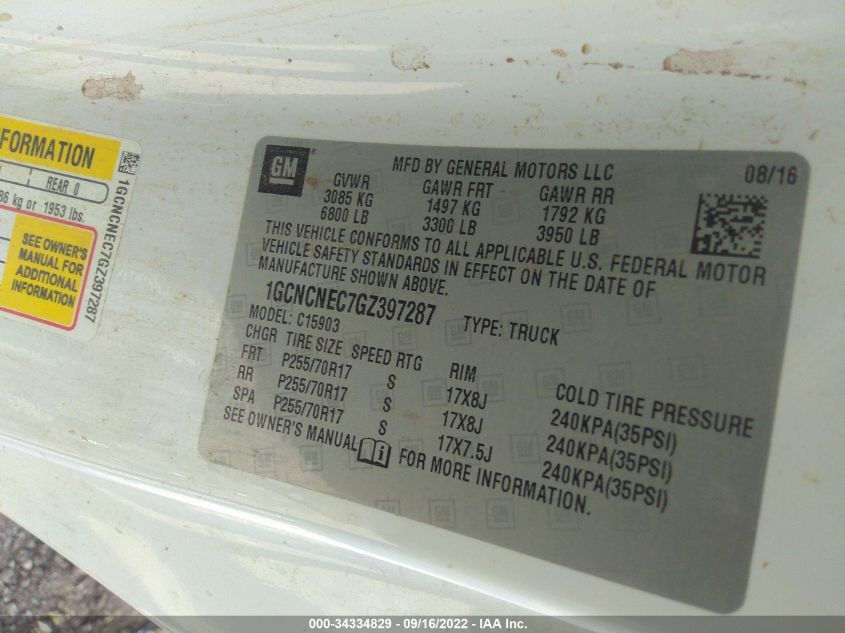 FORMATION
REAR 0
86 kg or 1953 lbs.
SEE OWNER'S
MANUAL FOR
ADDITIONAL
INFORMATION
1GCNCNEC7GZ397287
GM
MFD BY GENERAL MOTORS LLC
08/16
GVWR GAWR FRT GAWR RR
3085 KG 1497 KG 1792 KG
6800 LB 3300 LB 3950 LB
THIS VEHICLE CONFORMS TO ALL APPLICABLE U.S. FEDERAL MOTOR
VEHICLE SAFETY STANDARDS IN EFFECT ON THE DATE OF
MANUFACTURE SHOWN ABOVE.
1GCNCNEC7GZ397287 TYPE: TRUCK
MODEL: C15903
CHGR TIRE SIZE SPEED RTG RIM COLD TIRE PRESSURE
FRT P255/70R17 S 17X8J 240KPA(35PSI)
RR P255/70R17 S 17X8J 240KPA(35PSI)
SPA P255/70R17 S 17X7.5J 240KPA(35PSI)
SEE OWNER'S MANUAL FOR MORE INFORMATION.
000-34334829 - 09/16/2022 - IAA Inc.